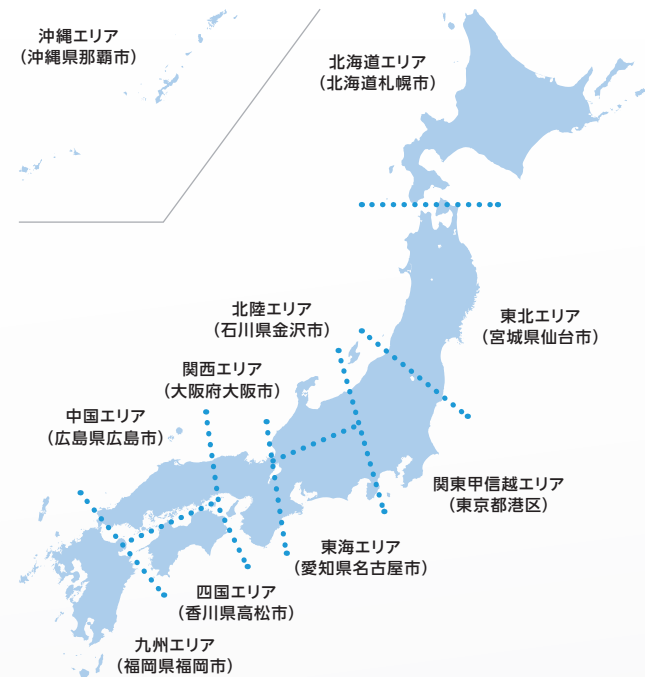 沖縄エリア
（沖縄県那覇市）
北海道エリア
（北海道札幌市）
北陸エリア
（石川県金沢市）
東北エリア
（宮城県仙台市）
関西エリア
（大阪府大阪市）
中国エリア
（広島県広島市）
関東甲信越エリア
（東京都港区）
東海エリア
（愛知県名古屋市）
四国エリア
（香川県高松市）
九州エリア
（福岡県福岡市）